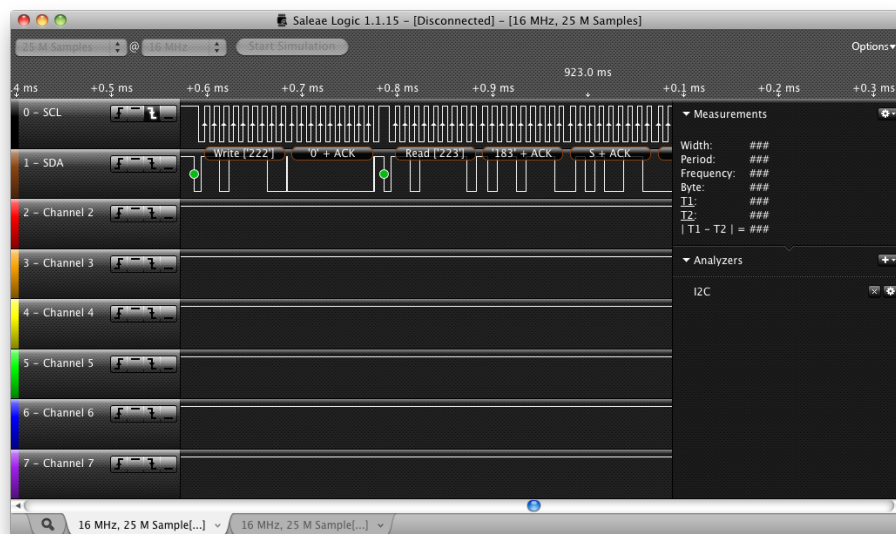 Saleae Logic 1.1.15 - [Disconnected] - [16 MHz, 25 M Samples]
25 M Samples @ 16 MHz Start Simulation Options
923.0 ms
.4 ms +0.5 ms +0.6 ms +0.7 ms +0.8 ms +0.9 ms +0.1 ms +0.2 ms +0.3 ms
0 - SCL
1 - SDA
Write ['222'] '0' + ACK Read ['223'] '183' + ACK S + ACK
2 - Channel 2
3 - Channel 3
4 - Channel 4
5 - Channel 5
6 - Channel 6
7 - Channel 7
Measurements
Width: ###
Period: ###
Frequency: ###
Byte: ###
T1: ###
T2: ###
| T1 - T2 | = ###
Analyzers
I2C
16 MHz, 25 M Sample[...] 16 MHz, 25 M Sample[...]